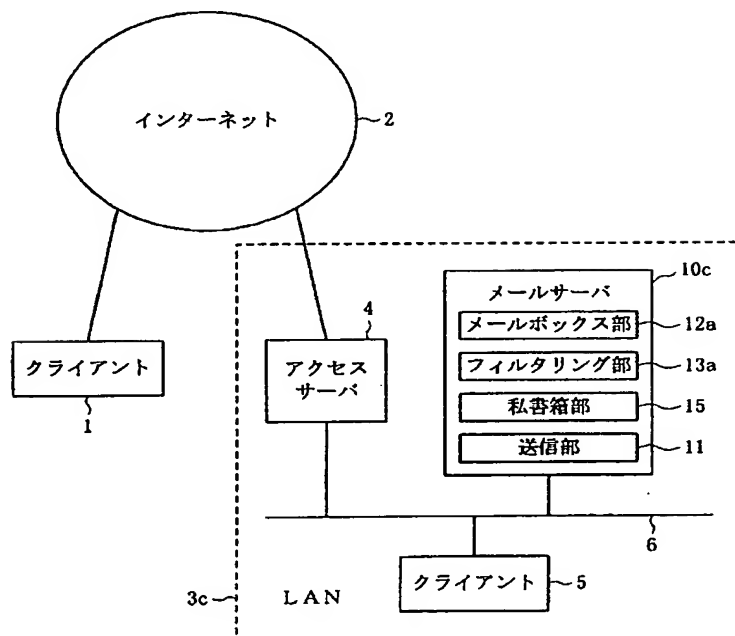 インターネット
2
10c
メールサーバ
メールボックス部
12a
4
フィルタリング部
13a
クライアント
アクセス
サーバ
私書箱部
15
1
送信部
11
6
クライアント
5
3c
LAN